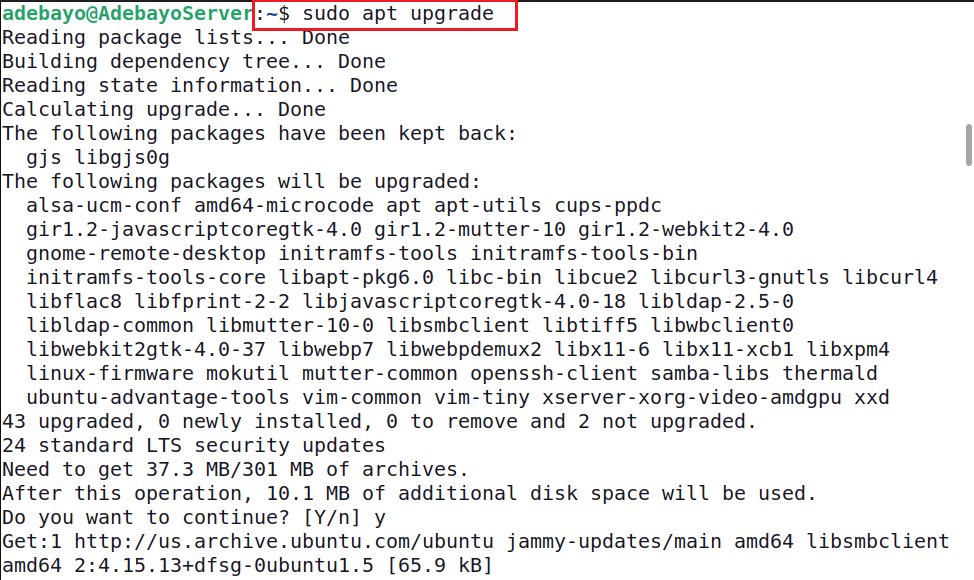 adebayo@AdebayoServer:~$ sudo apt upgrade
Reading package lists... Done
Building dependency tree... Done
Reading state information... Done
Calculating upgrade... Done
The following packages have been kept back:
  gjs libgjs0g
The following packages will be upgraded:
  alsa-ucm-conf amd64-microcode apt apt-utils cups-ppdc
  gir1.2-javascriptcoregtk-4.0 gir1.2-mutter-10 gir1.2-webkit2-4.0
  gnome-remote-desktop initramfs-tools initramfs-tools-bin
  initramfs-tools-core libapt-pkg6.0 libc-bin libcue2 libcurl3-gnutls libcurl4
  libflac8 libfprint-2-2 libjavascriptcoregtk-4.0-18 libldap-2.5-0
  libldap-common libmutter-10-0 libsmbclient libtiff5 libwbclient0
  libwebkit2gtk-4.0-37 libwebp7 libwebpdemux2 libx11-6 libx11-xcb1 libxpm4
  linux-firmware mokutil mutter-common openssh-client samba-libs thermald
  ubuntu-advantage-tools vim-common vim-tiny xserver-xorg-video-amdgpu xxd
43 upgraded, 0 newly installed, 0 to remove and 2 not upgraded.
24 standard LTS security updates
Need to get 37.3 MB/301 MB of archives.
After this operation, 10.1 MB of additional disk space will be used.
Do you want to continue? [Y/n] y
Get:1 http://us.archive.ubuntu.com/ubuntu jammy-updates/main amd64 libsmbclient
amd64 2:4.15.13+dfsg-0ubuntu1.5 [65.9 kB]